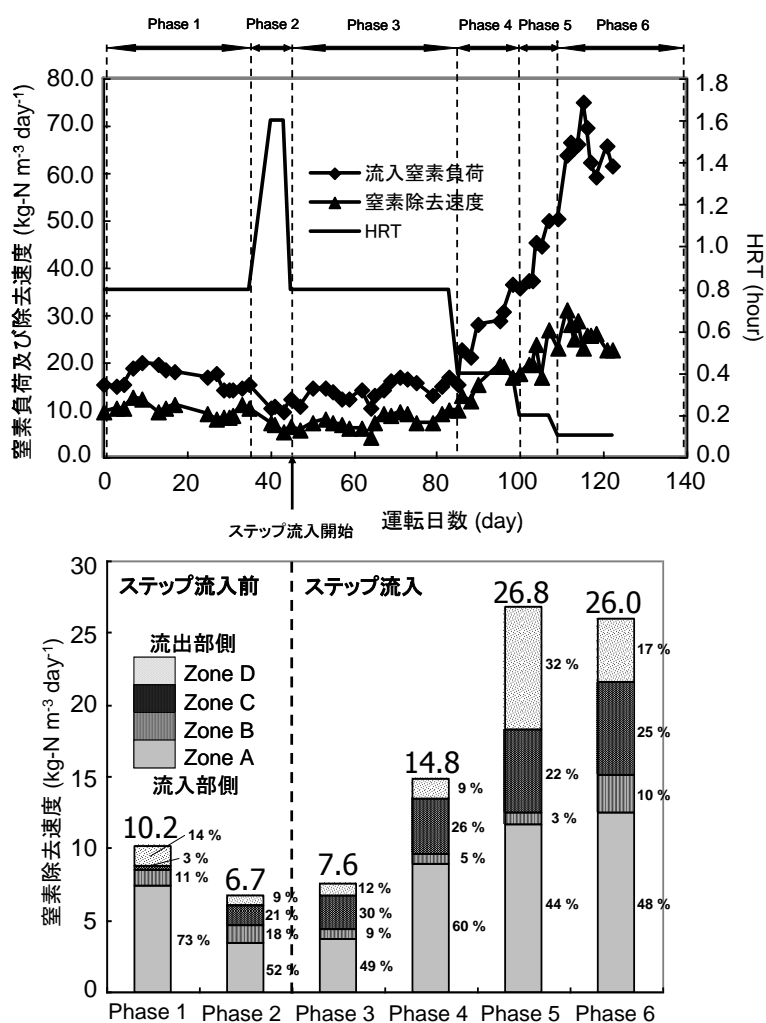 Phase 1 Phase 2 Phase 3 Phase 4 Phase 5 Phase 6
窒素負荷及び除去速度 (kg-N m-3 day-1)
80.0
70.0
60.0
50.0
40.0
30.0
20.0
10.0
0.0
流入窒素負荷
窒素除去速度
HRT
1.8
1.6
1.4
1.2
1.0
0.8
0.6
0.4
0.2
0.0
HRT (hour)
0 20 40 60 80 100 120 140
ステップ流入開始
運転日数 (day)
窒素除去速度 (kg-N m-3 day-1)
30
25
20
15
10
5
0
ステップ流入前
ステップ流入
流出部側
Zone D
Zone C
Zone B
Zone A
流入部側
10.2
14 %
3 %
11 %
73 %
6.7
9 %
21 %
18 %
52 %
7.6
12 %
30 %
9 %
49 %
14.8
9 %
26 %
5 %
60 %
26.8
32 %
22 %
3 %
44 %
26.0
17 %
25 %
10 %
48 %
Phase 1 Phase 2 Phase 3 Phase 4 Phase 5 Phase 6